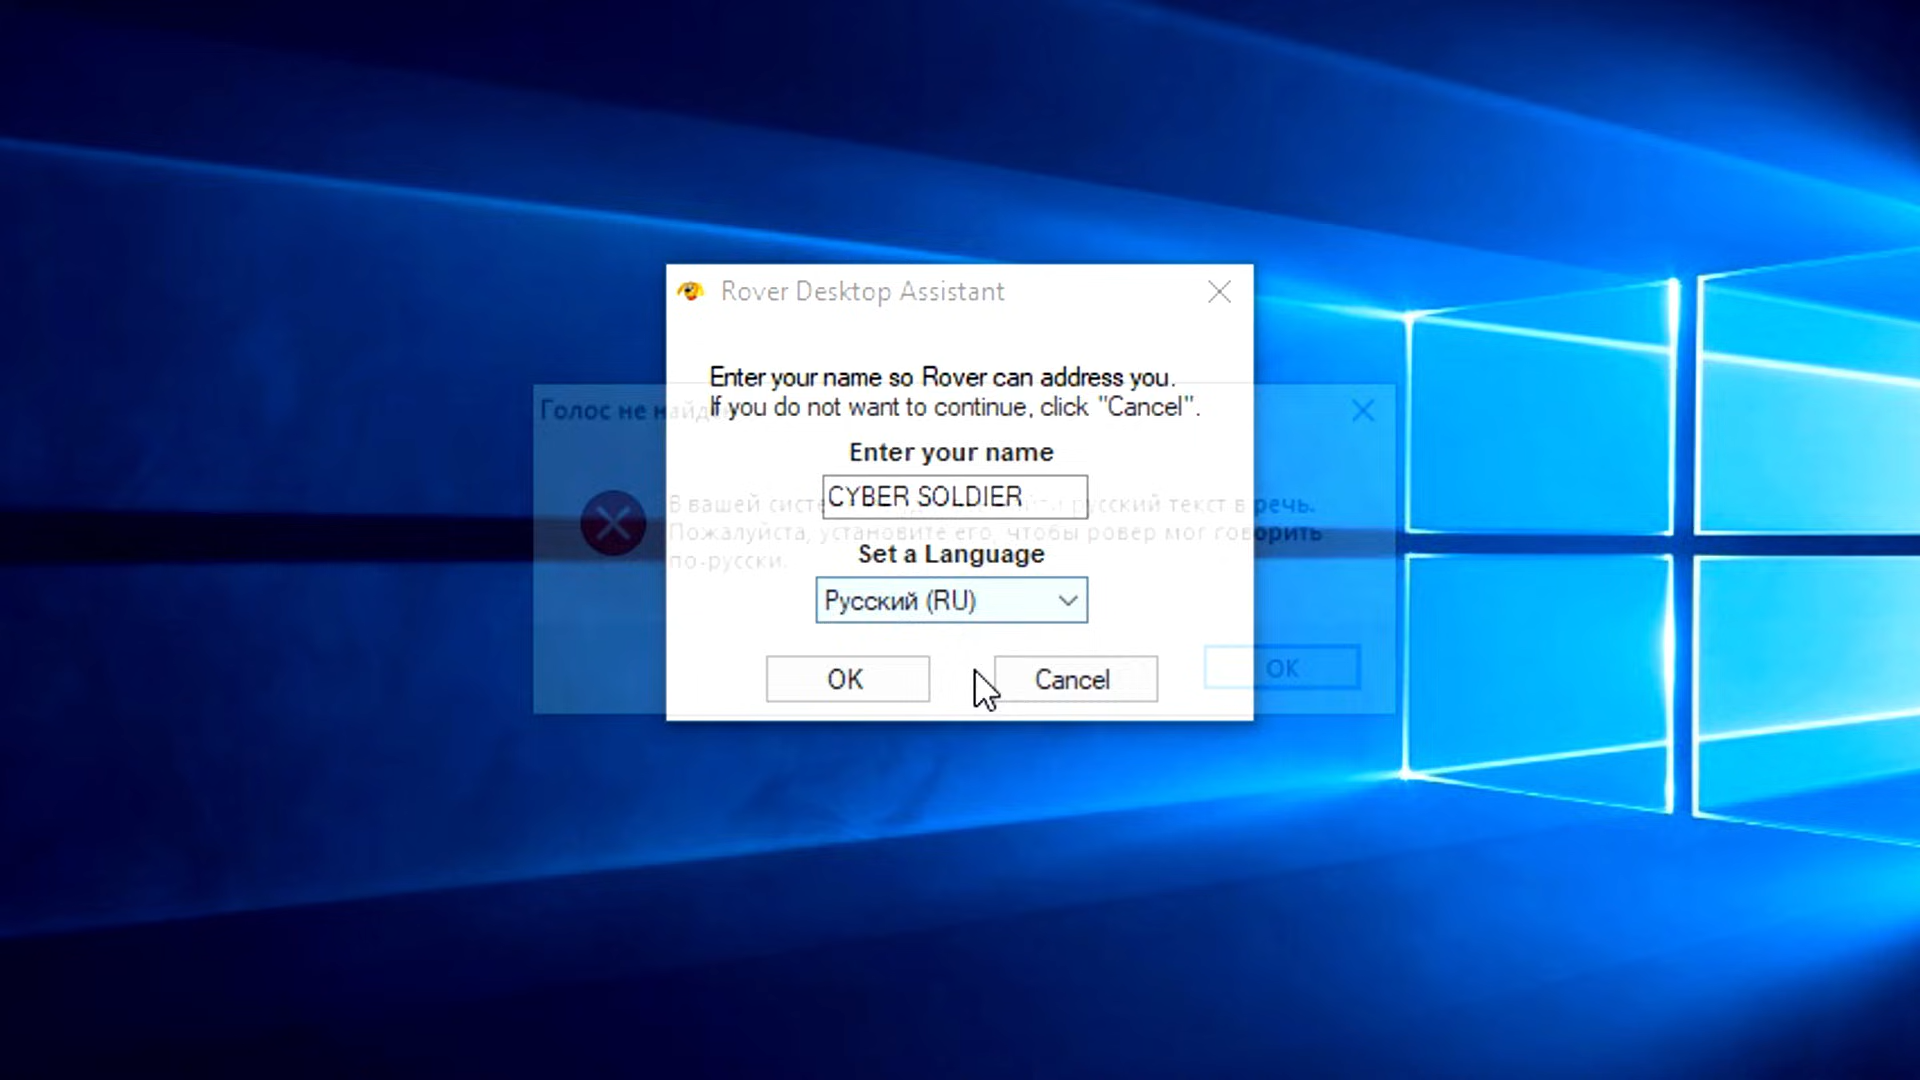 Rover Desktop Assistant
Enter your name so Rover can address you.
If you do not want to continue, click "Cancel".
Enter your name
CYBER SOLDIER
Set a Language
Русский (RU)
OK
Cancel
Голос не
В вашей русский текст в речь.
Пожалуйста, установите его, чтобы ровер мог говорить
по-русски.
OK